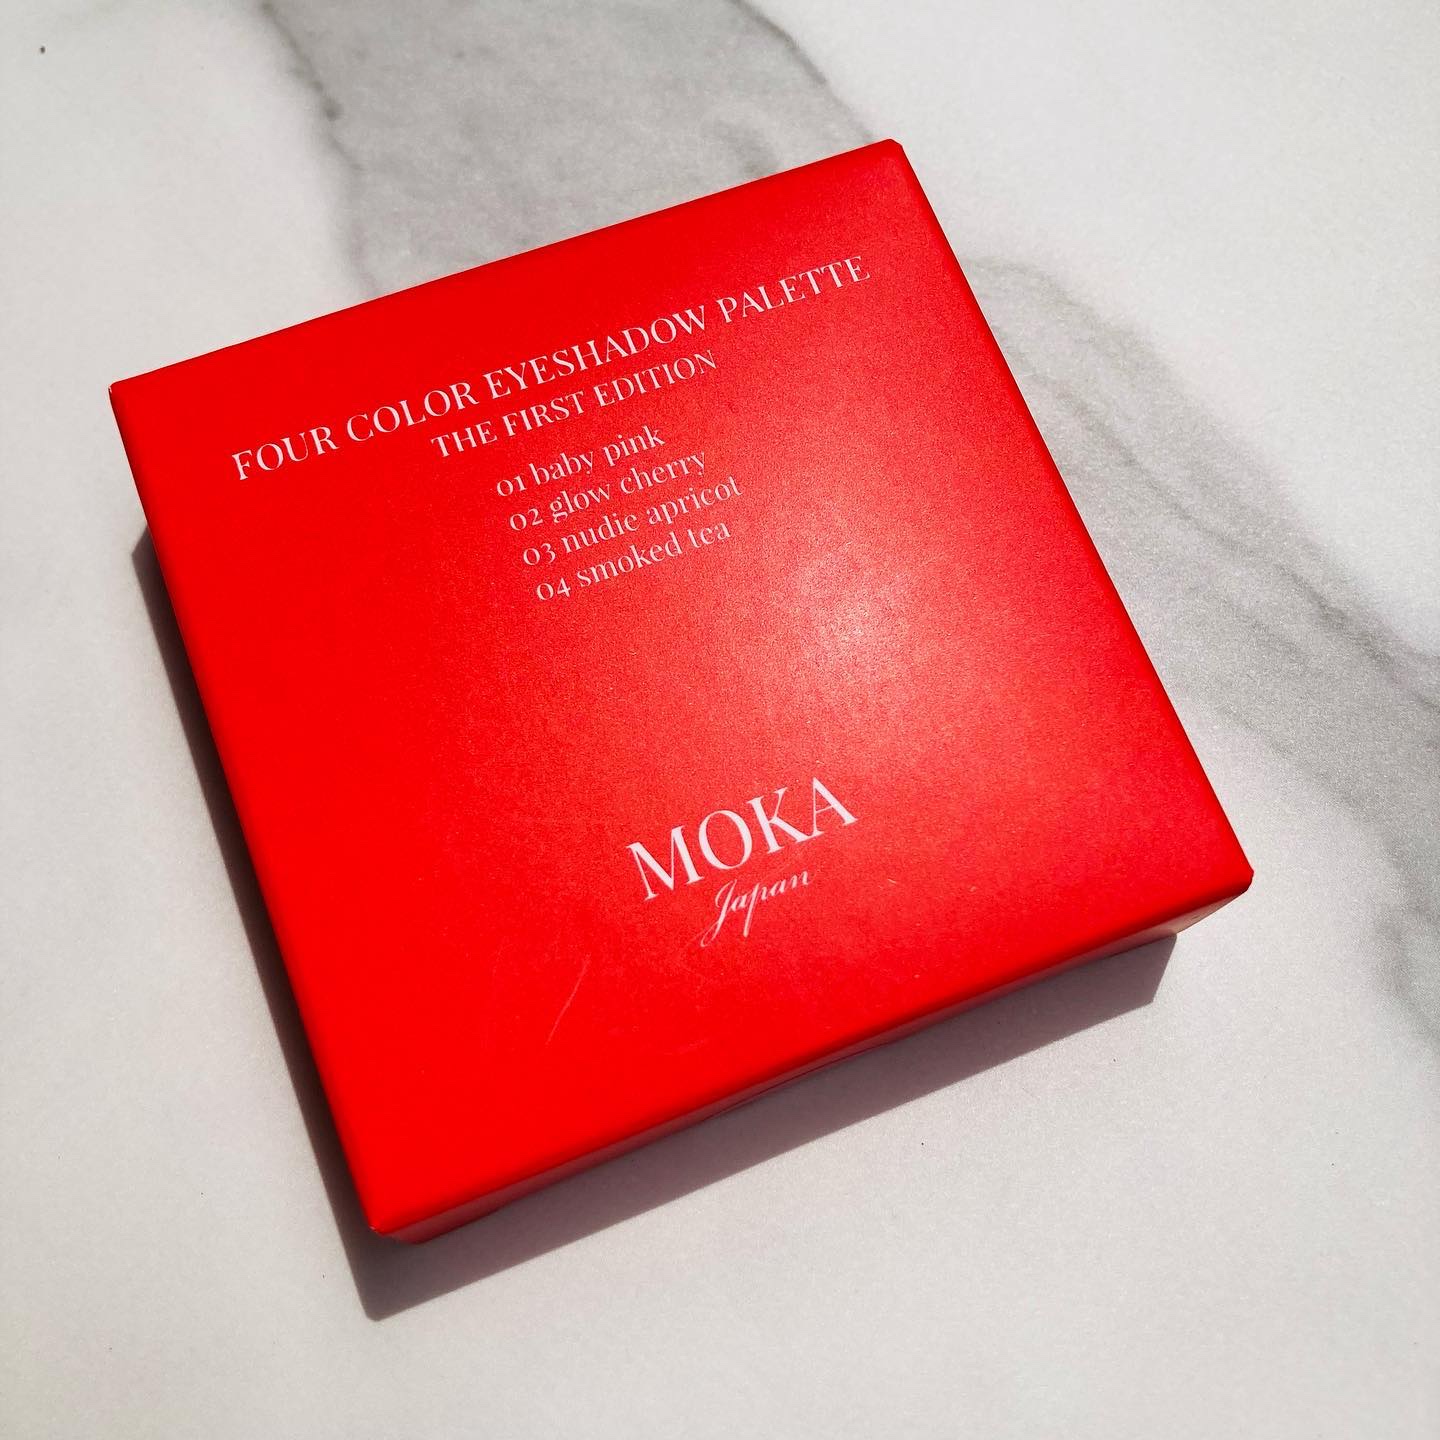 FOUR COLOR EYESHADOW PALETTE
THE FIRST EDITION
01 baby pink
02 glow cherry
03 nudie apricot
04 smoked tea
MOKA
Japan